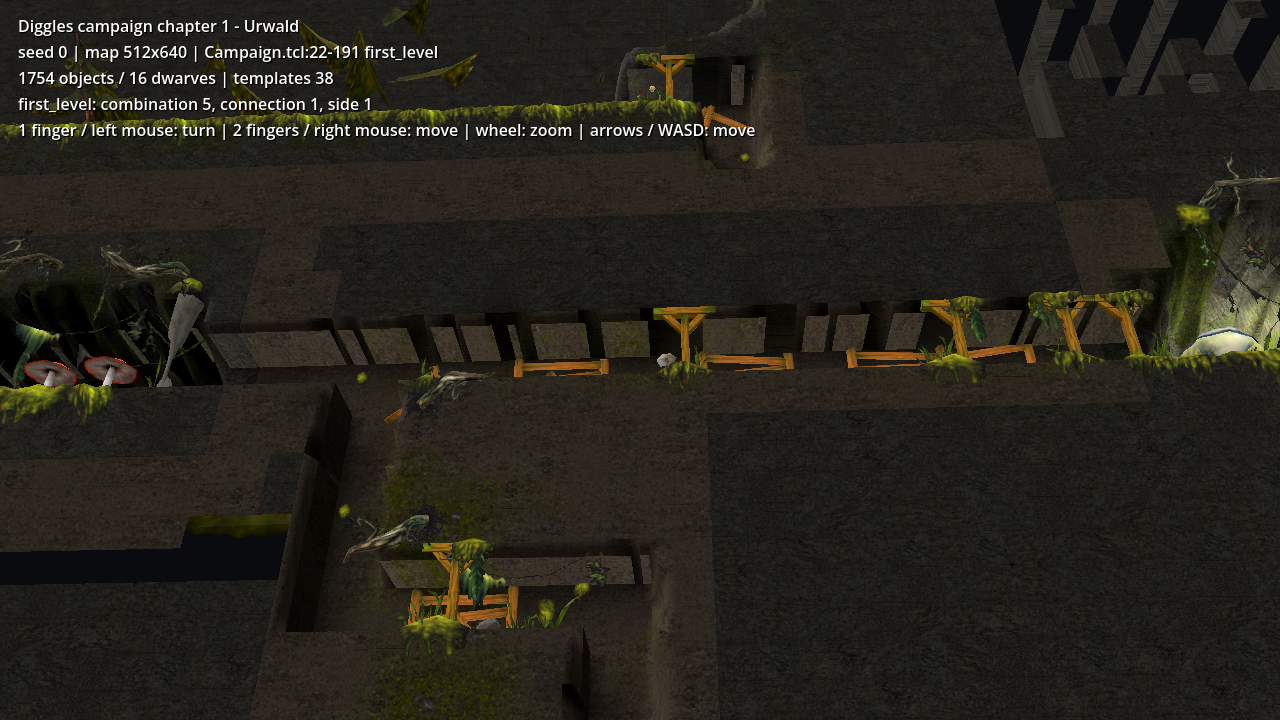 Diggles campaign chapter 1 - Urwald
seed 0 | map 512x640 | Campaign.tcl:22-191 first_level
1754 objects / 16 dwarves | templates 38
first_level: combination 5, connection 1, side 1
1 finger / left mouse: turn | 2 fingers / right mouse: move | wheel: zoom | arrows / WASD: move